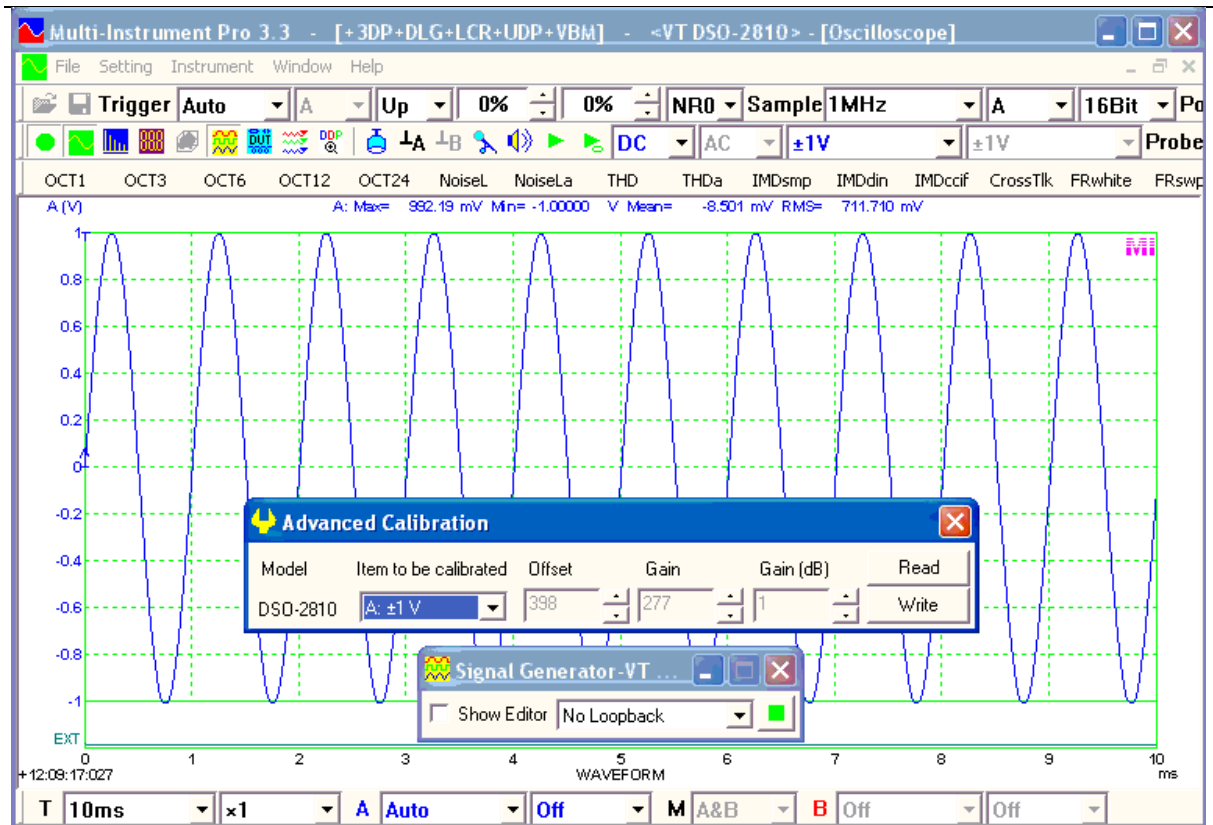 Multi-Instrument Pro 3.3 - [+3DP+DLG+LCR+UDP+VBM] - <VT DSO-2810> - [Oscilloscope]
File Setting Instrument Window Help
Trigger Auto A Up 0% 0% NR0 Sample 1MHz A 16Bit Po
DUT DDP A B DC AC ±1V ±1V Probe
OCT1 OCT3 OCT6 OCT12 OCT24 NoiseL NoiseLa THD THDa IMDsmp IMDdin IMDccif CrossTlk FRwhite FRswp
A (V) A: Max= 992.19 mV Min= -1.00000 V Mean= -8.501 mV RMS= 711.710 mV
1
MI
0.8
0.6
0.4
0.2
0
-0.2
Advanced Calibration
-0.4
Model Item to be calibrated Offset Gain Gain (dB) Read
-0.6
DSO-2810 A: ±1 V 398 277 1 Write
-0.8
Signal Generator-VT ...
-1
Show Editor No Loopback
EXT
0 1 2 3 4 5 6 7 8 9 10
+12:09:17:027 WAVEFORM ms
T 10ms ×1 A Auto Off M A&B B Off Off